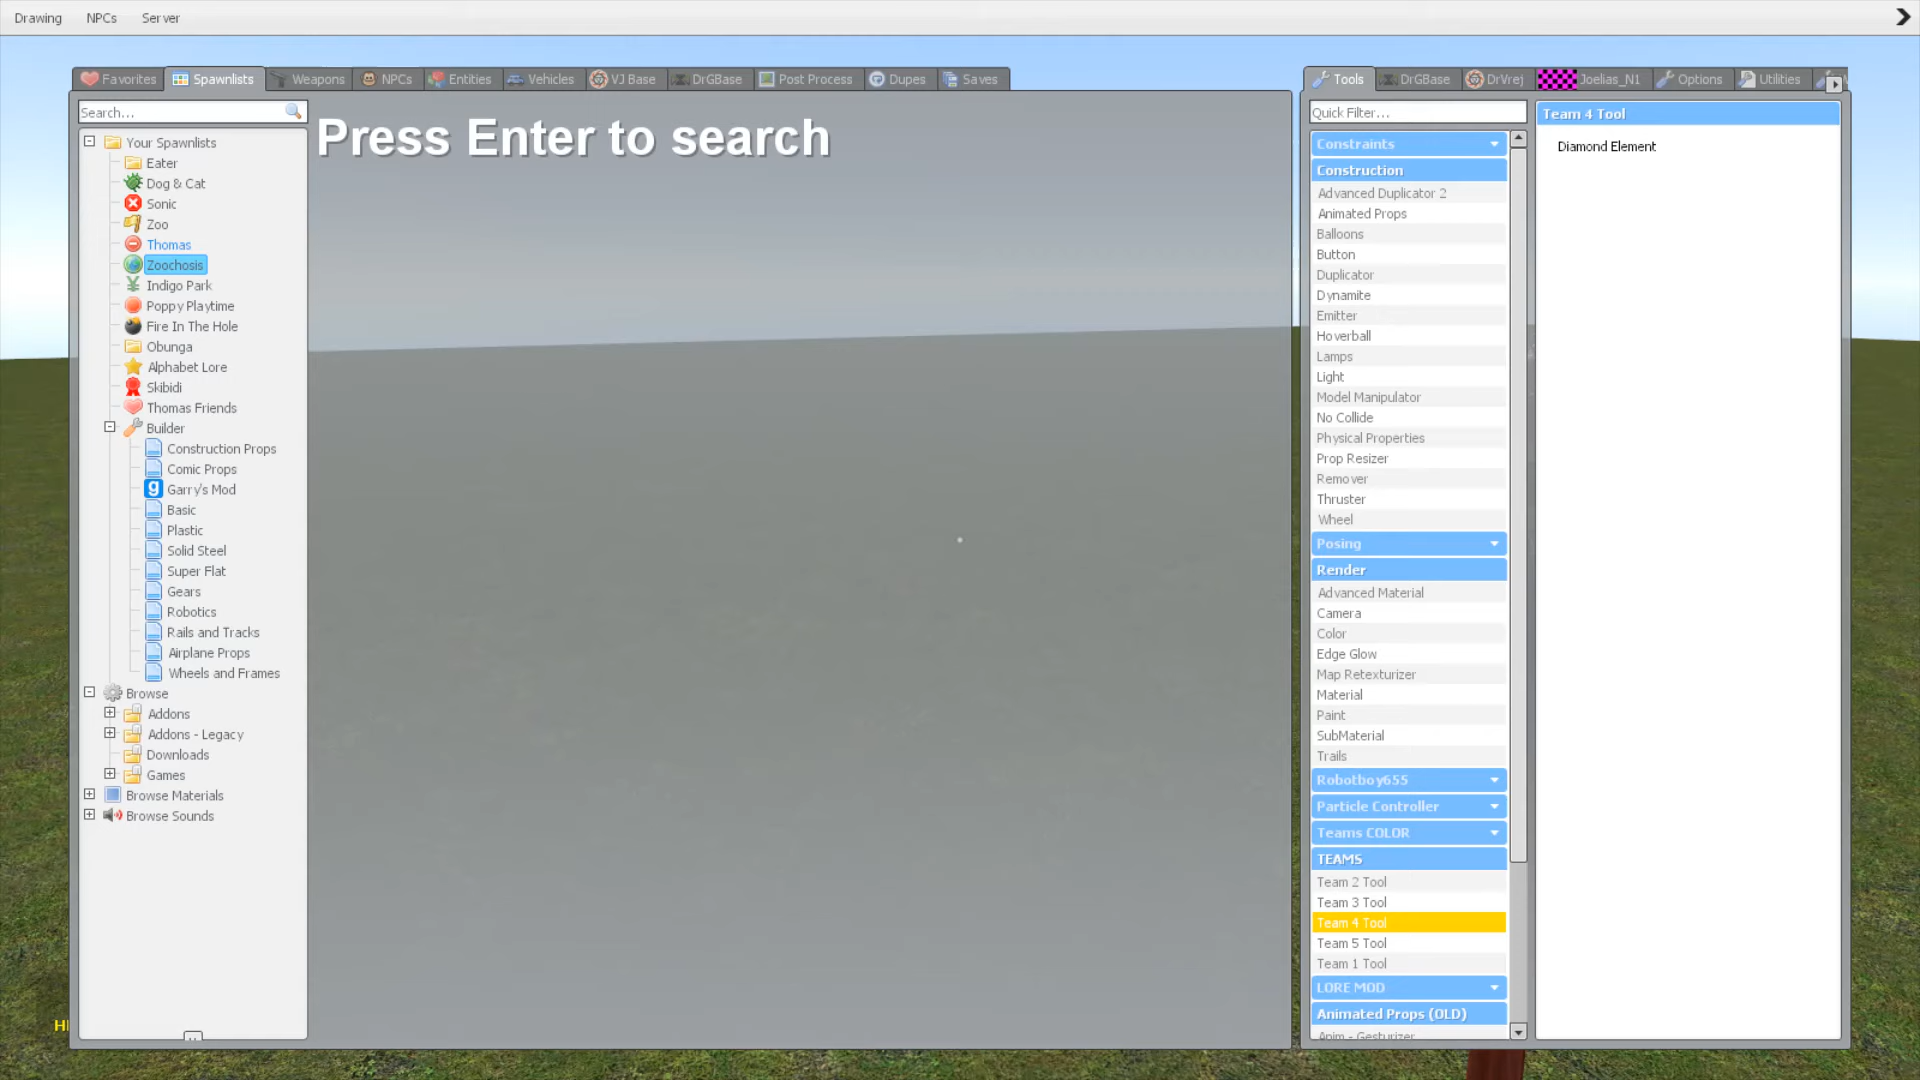 Drawing NPCs Server
Favorites Spawnlists Weapons NPCs Entities Vehicles VJ Base DrGBase Post Process Dupes Saves
Search...
Your Spawnlists
Eater
Dog & Cat
Sonic
Zoo
Thomas
Zoochosis
Indigo Park
Poppy Playtime
Fire In The Hole
Obunga
Alphabet Lore
Skibidi
Thomas Friends
Builder
Construction Props
Comic Props
g Garry's Mod
Basic
Plastic
Solid Steel
Super Flat
Gears
Robotics
Rails and Tracks
Airplane Props
Wheels and Frames
Browse
Addons
Addons - Legacy
Downloads
Games
Browse Materials
Browse Sounds
Press Enter to search
Tools DrGBase DrVrej Joelias_N1 Options Utilities
Quick Filter...
Constraints
Construction
Advanced Duplicator 2
Animated Props
Balloons
Button
Duplicator
Dynamite
Emitter
Hoverball
Lamps
Light
Model Manipulator
No Collide
Physical Properties
Prop Resizer
Remover
Thruster
Wheel
Posing
Render
Advanced Material
Camera
Color
Edge Glow
Map Retexturizer
Material
Paint
SubMaterial
Trails
Robotboy655
Particle Controller
Teams COLOR
TEAMS
Team 2 Tool
Team 3 Tool
Team 4 Tool
Team 5 Tool
Team 1 Tool
LORE MOD
Animated Props (OLD)
Anim - Gesturizer
Team 4 Tool
Diamond Element